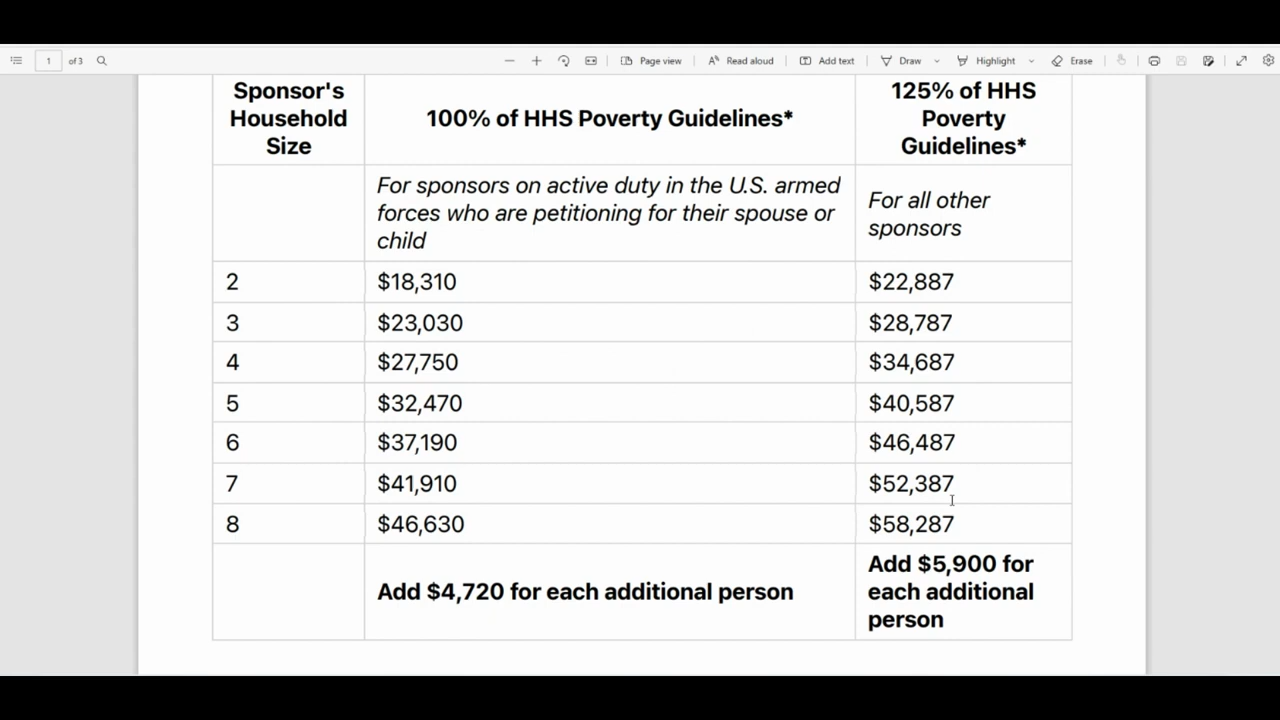 1 of 3 Page view Read aloud Add text Draw Highlight Erase
Sponsor's
Household
Size
100% of HHS Poverty Guidelines*
125% of HHS
Poverty
Guidelines*
For sponsors on active duty in the U.S. armed
forces who are petitioning for their spouse or
child
For all other
sponsors
2 $18,310 $22,887
3 $23,030 $28,787
4 $27,750 $34,687
5 $32,470 $40,587
6 $37,190 $46,487
7 $41,910 $52,387
8 $46,630 $58,287
Add $4,720 for each additional person
Add $5,900 for
each additional
person